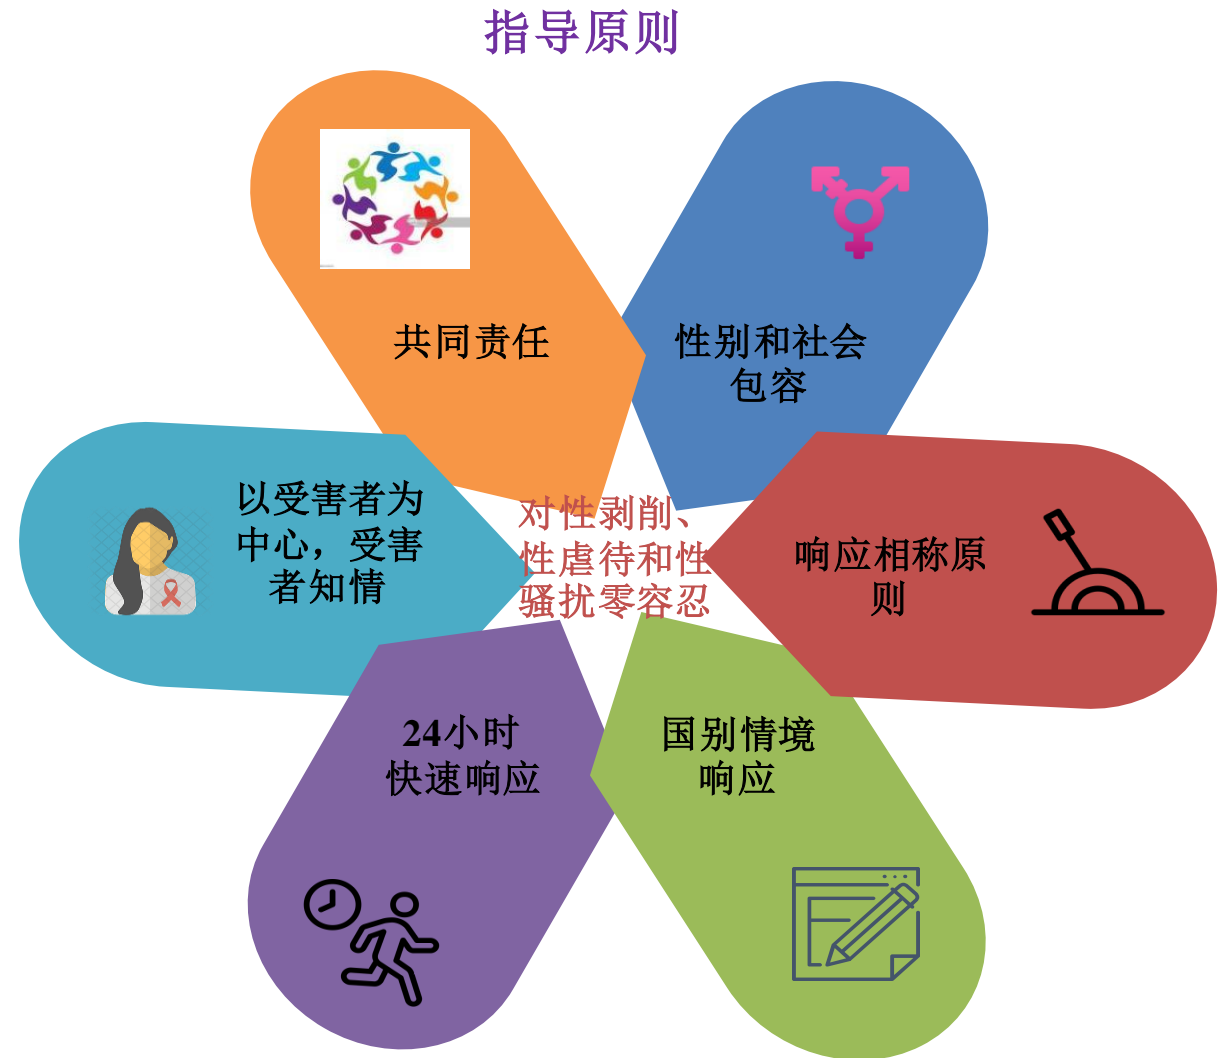 指导原则
共同责任
性别和社会
包容
以受害者为
中心，受害
者知情
对性剥削、
性虐待和性
骚扰零容忍
响应相称原
则
24小时
快速响应
国别情境
响应